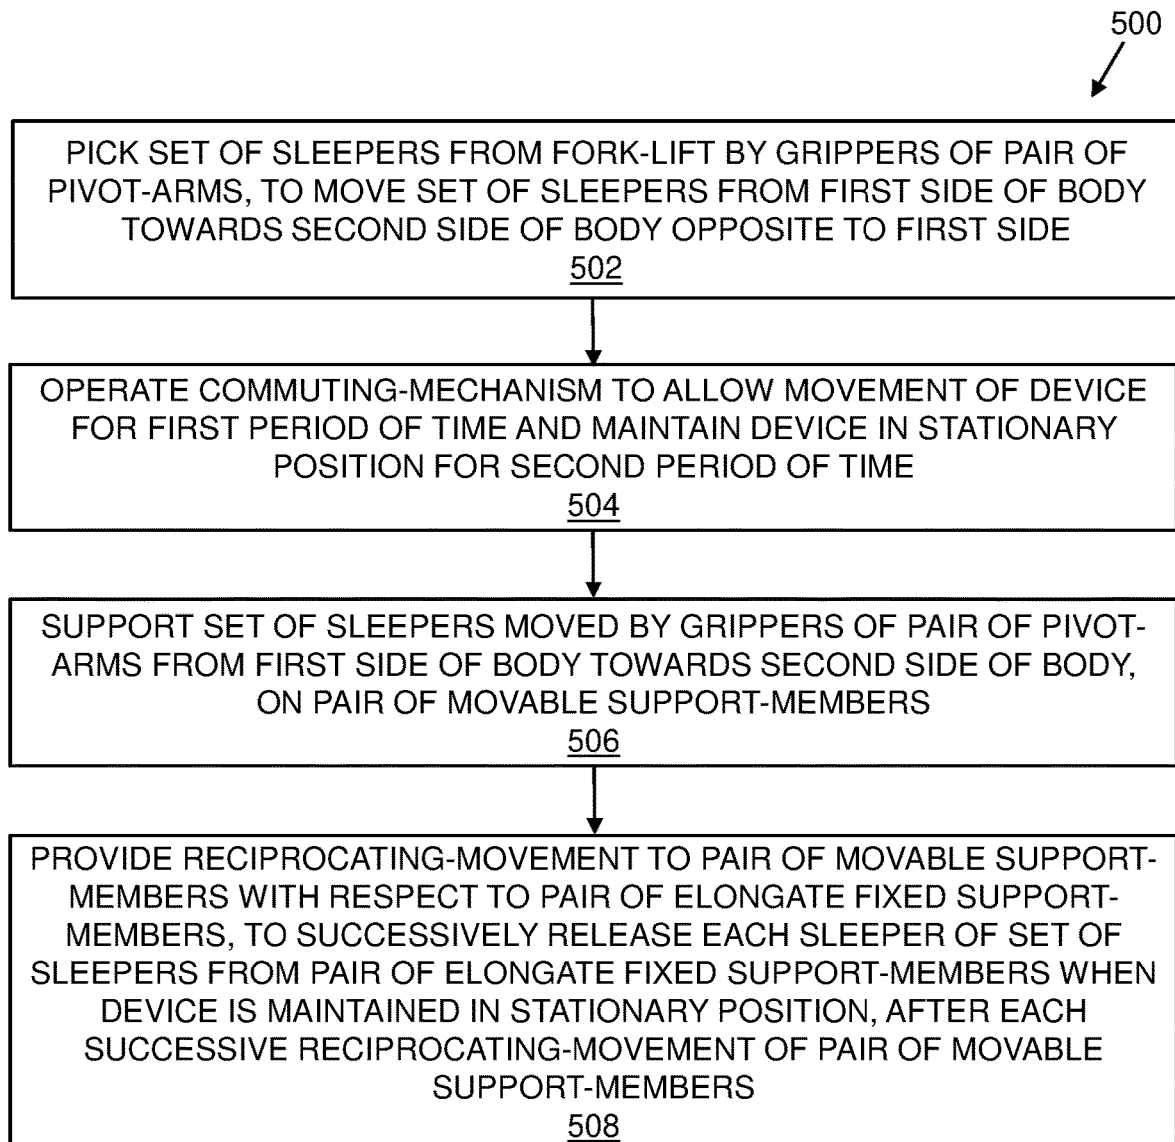 500
PICK SET OF SLEEPERS FROM FORK-LIFT BY GRIPPERS OF PAIR OF
PIVOT-ARMS, TO MOVE SET OF SLEEPERS FROM FIRST SIDE OF BODY
TOWARDS SECOND SIDE OF BODY OPPOSITE TO FIRST SIDE
502
OPERATE COMMUTING-MECHANISM TO ALLOW MOVEMENT OF DEVICE
FOR FIRST PERIOD OF TIME AND MAINTAIN DEVICE IN STATIONARY
POSITION FOR SECOND PERIOD OF TIME
504
SUPPORT SET OF SLEEPERS MOVED BY GRIPPERS OF PAIR OF PIVOT-
ARMS FROM FIRST SIDE OF BODY TOWARDS SECOND SIDE OF BODY,
ON PAIR OF MOVABLE SUPPORT-MEMBERS
506
PROVIDE RECIPROCATING-MOVEMENT TO PAIR OF MOVABLE SUPPORT-
MEMBERS WITH RESPECT TO PAIR OF ELONGATE FIXED SUPPORT-
MEMBERS, TO SUCCESSIVELY RELEASE EACH SLEEPER OF SET OF
SLEEPERS FROM PAIR OF ELONGATE FIXED SUPPORT-MEMBERS WHEN
DEVICE IS MAINTAINED IN STATIONARY POSITION, AFTER EACH
SUCCESSIVE RECIPROCATING-MOVEMENT OF PAIR OF MOVABLE
SUPPORT-MEMBERS
508